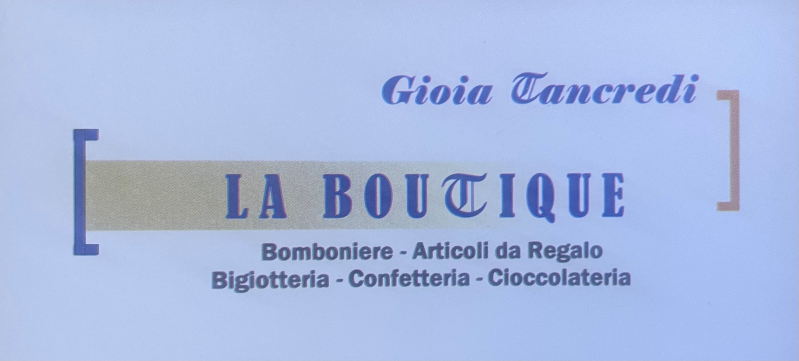 Gioia Tancredi
LA BOUTIQUE
Bomboniere - Articoli da Regalo
Bigiotteria - Confetteria - Cioccolateria